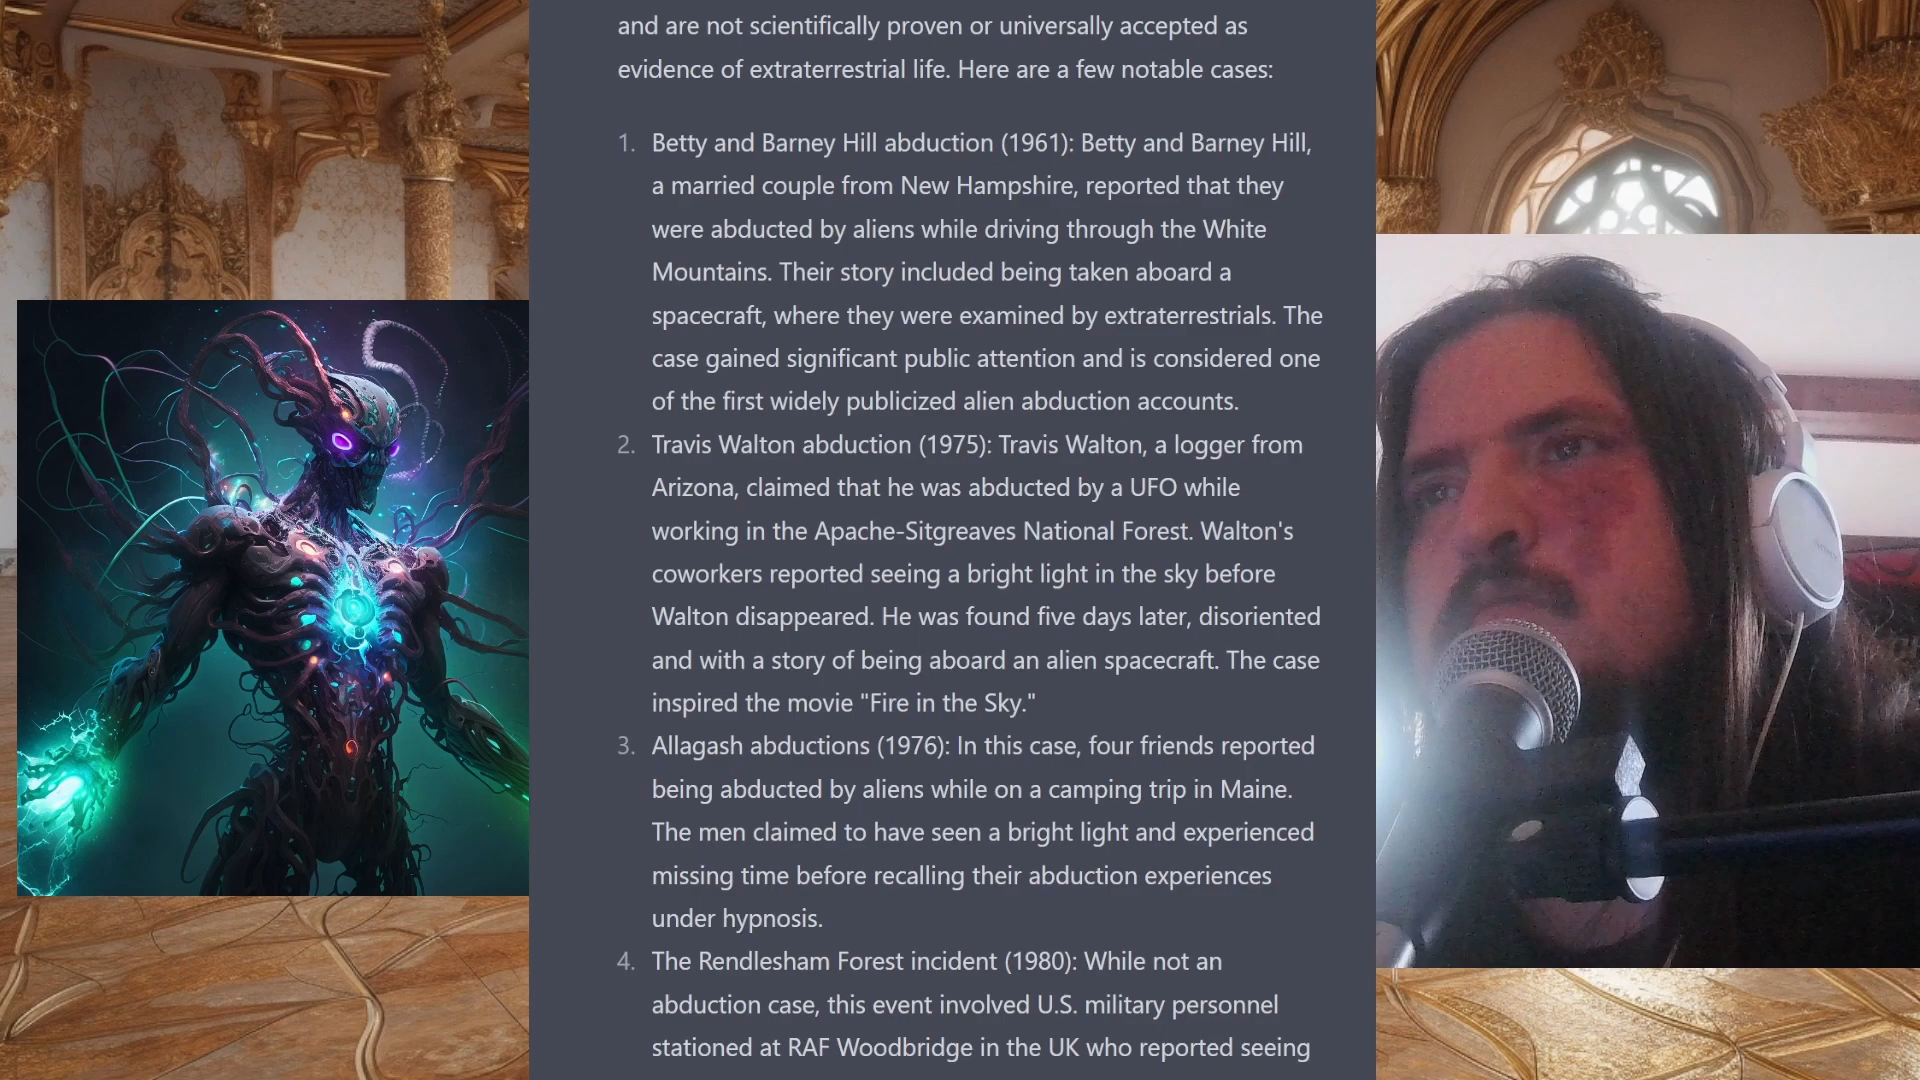 and are not scientifically proven or universally accepted as
evidence of extraterrestrial life. Here are a few notable cases:
1. Betty and Barney Hill abduction (1961): Betty and Barney Hill,
a married couple from New Hampshire, reported that they
were abducted by aliens while driving through the White
Mountains. Their story included being taken aboard a
spacecraft, where they were examined by extraterrestrials. The
case gained significant public attention and is considered one
of the first widely publicized alien abduction accounts.
2. Travis Walton abduction (1975): Travis Walton, a logger from
Arizona, claimed that he was abducted by a UFO while
working in the Apache-Sitgreaves National Forest. Walton's
coworkers reported seeing a bright light in the sky before
Walton disappeared. He was found five days later, disoriented
and with a story of being aboard an alien spacecraft. The case
inspired the movie "Fire in the Sky."
3. Allagash abductions (1976): In this case, four friends reported
being abducted by aliens while on a camping trip in Maine.
The men claimed to have seen a bright light and experienced
missing time before recalling their abduction experiences
under hypnosis.
4. The Rendlesham Forest incident (1980): While not an
abduction case, this event involved U.S. military personnel
stationed at RAF Woodbridge in the UK who reported seeing